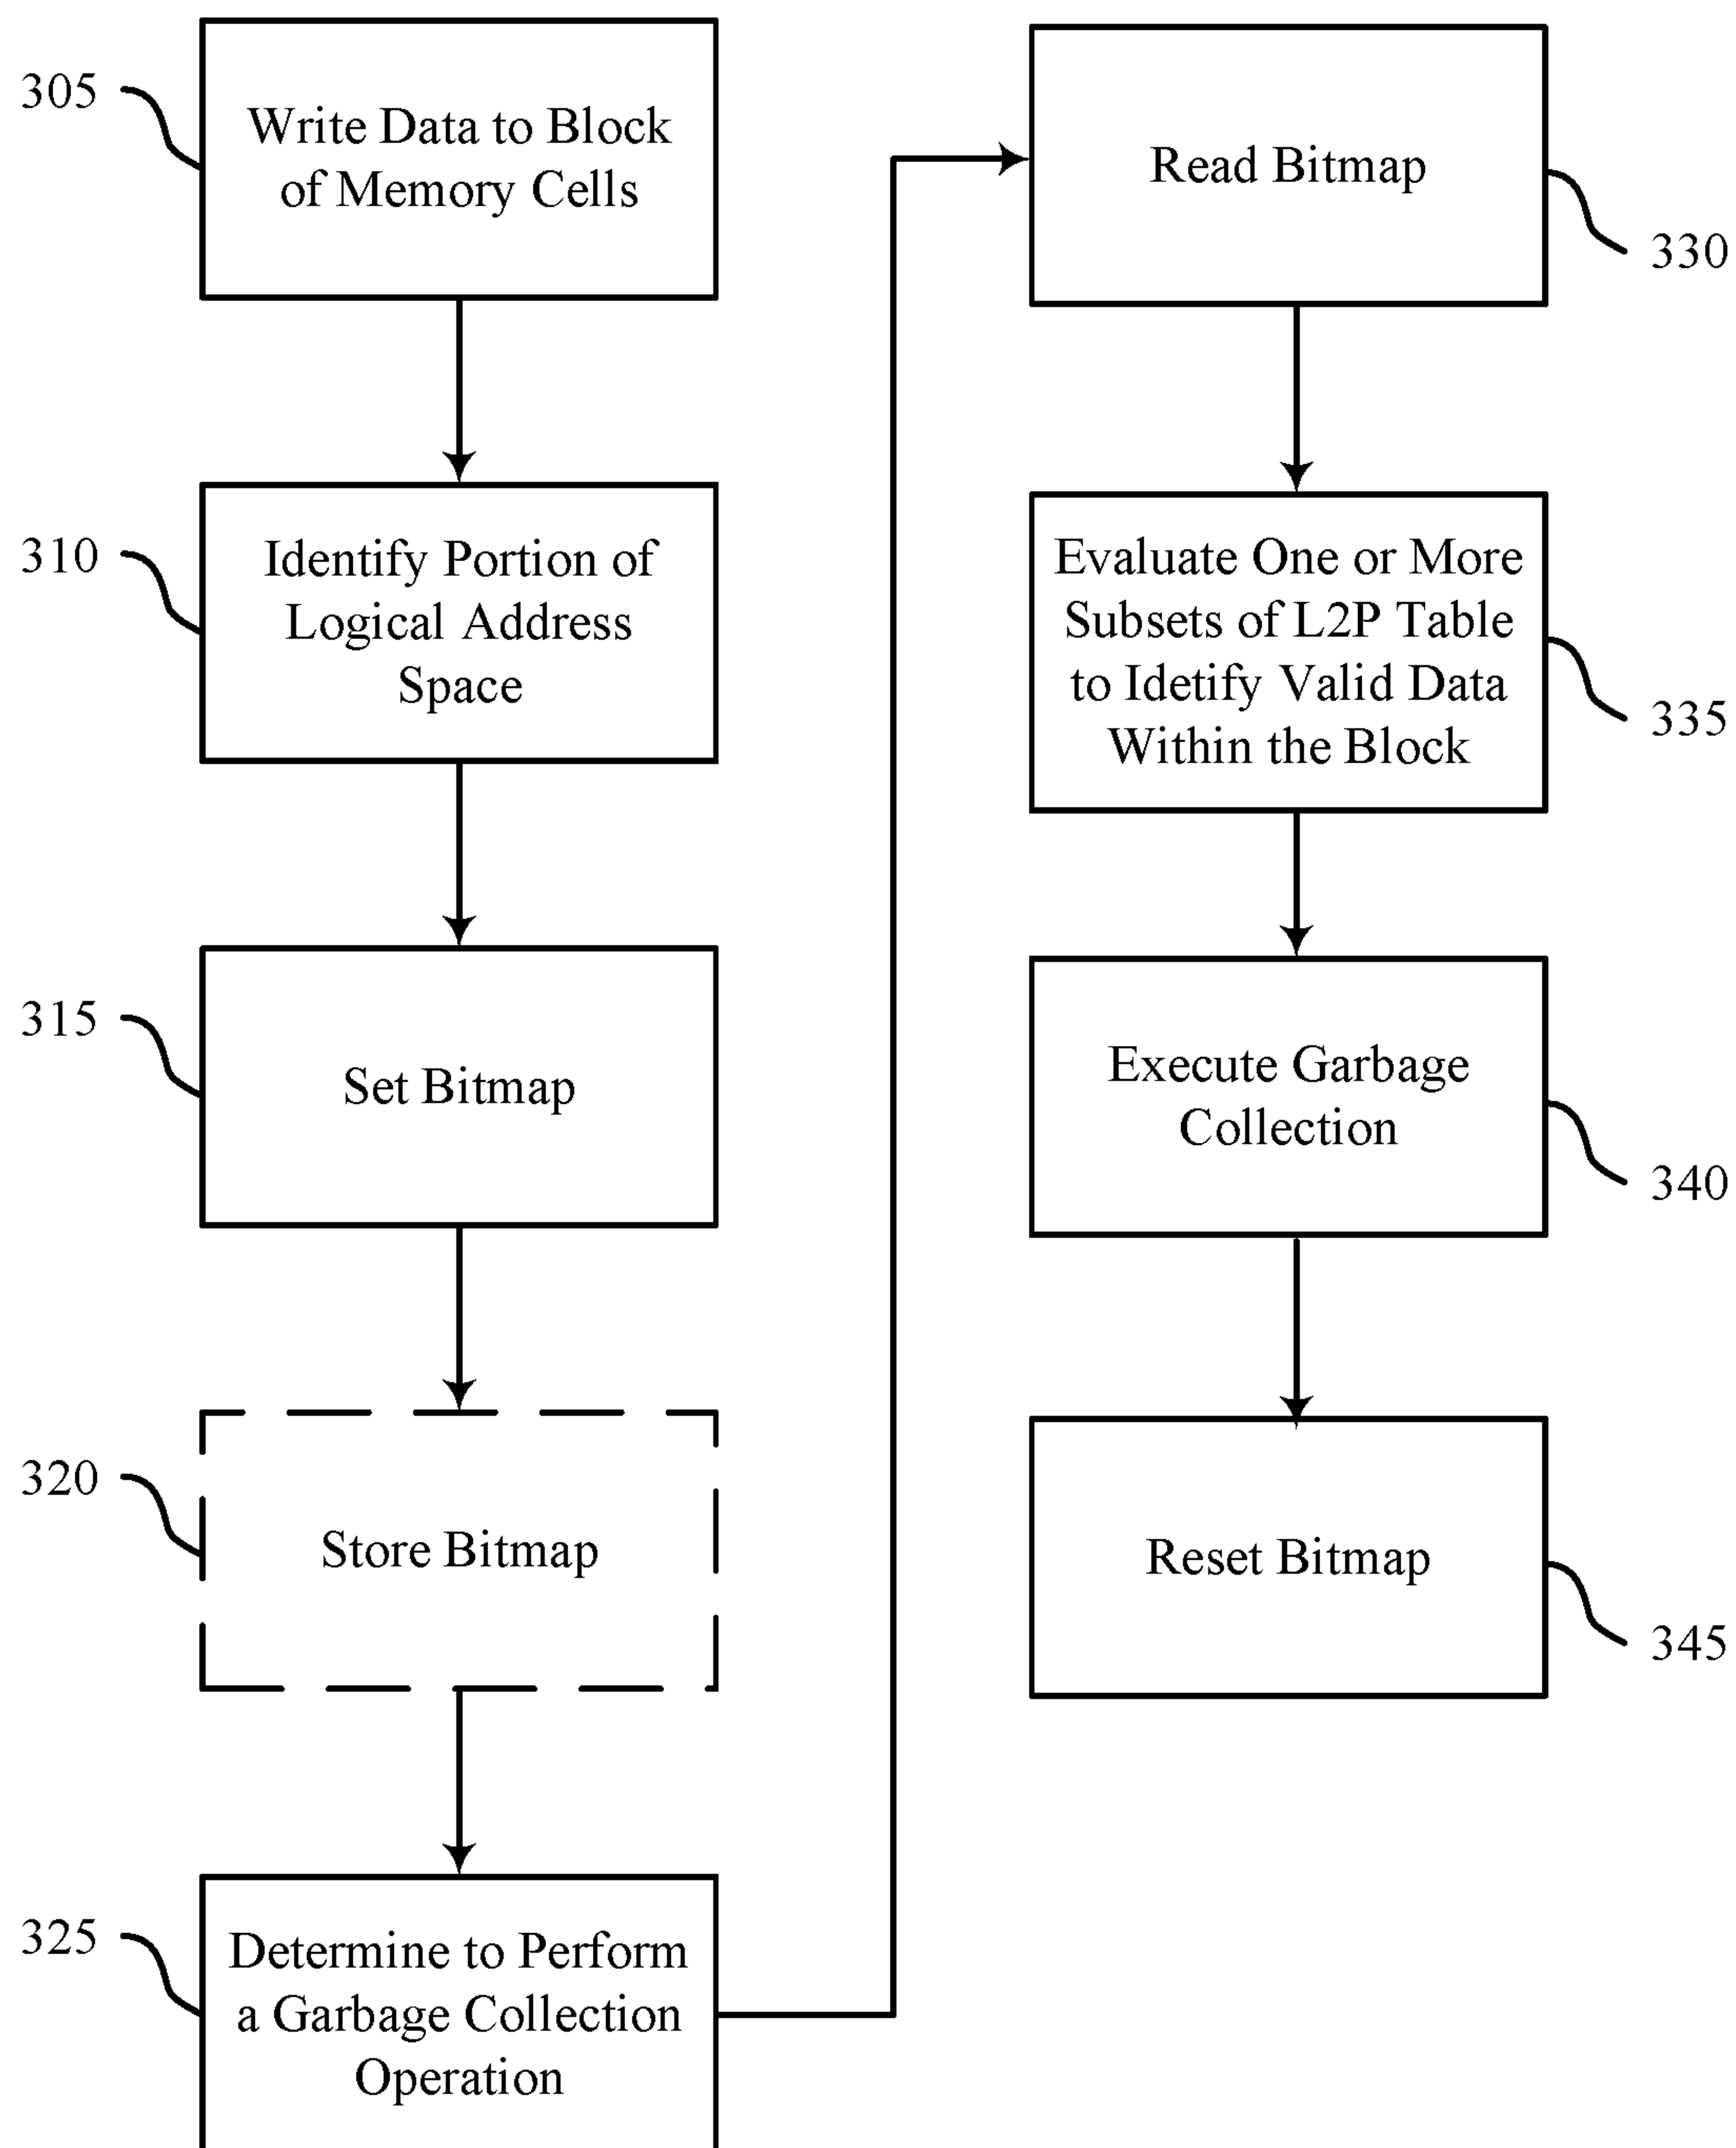 305
Write Data to Block
of Memory Cells
310
Identify Portion of
Logical Address
Space
315
Set Bitmap
320
Store Bitmap
325
Determine to Perform
a Garbage Collection
Operation
Read Bitmap
330
Evaluate One or More
Subsets of L2P Table
to Idetify Valid Data
Within the Block
335
Execute Garbage
Collection
340
Reset Bitmap
345